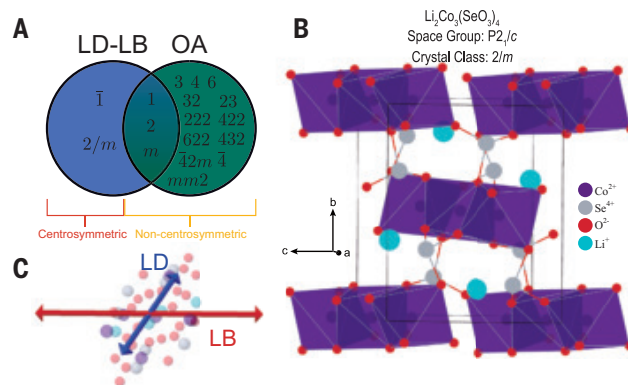 A
LD-LB OA
1̄
2/m
1
2
m
3 4 6
32 23
222 422
622 432
4̄2m 4̄
mm2
Centrosymmetric Non-centrosymmetric
C
LD
LB
B
Li₂Co₃(SeO₃)₄
Space Group: P2₁/c
Crystal Class: 2/m
b
c
a
Co²⁺
Se⁴⁺
O²⁻
Li⁺